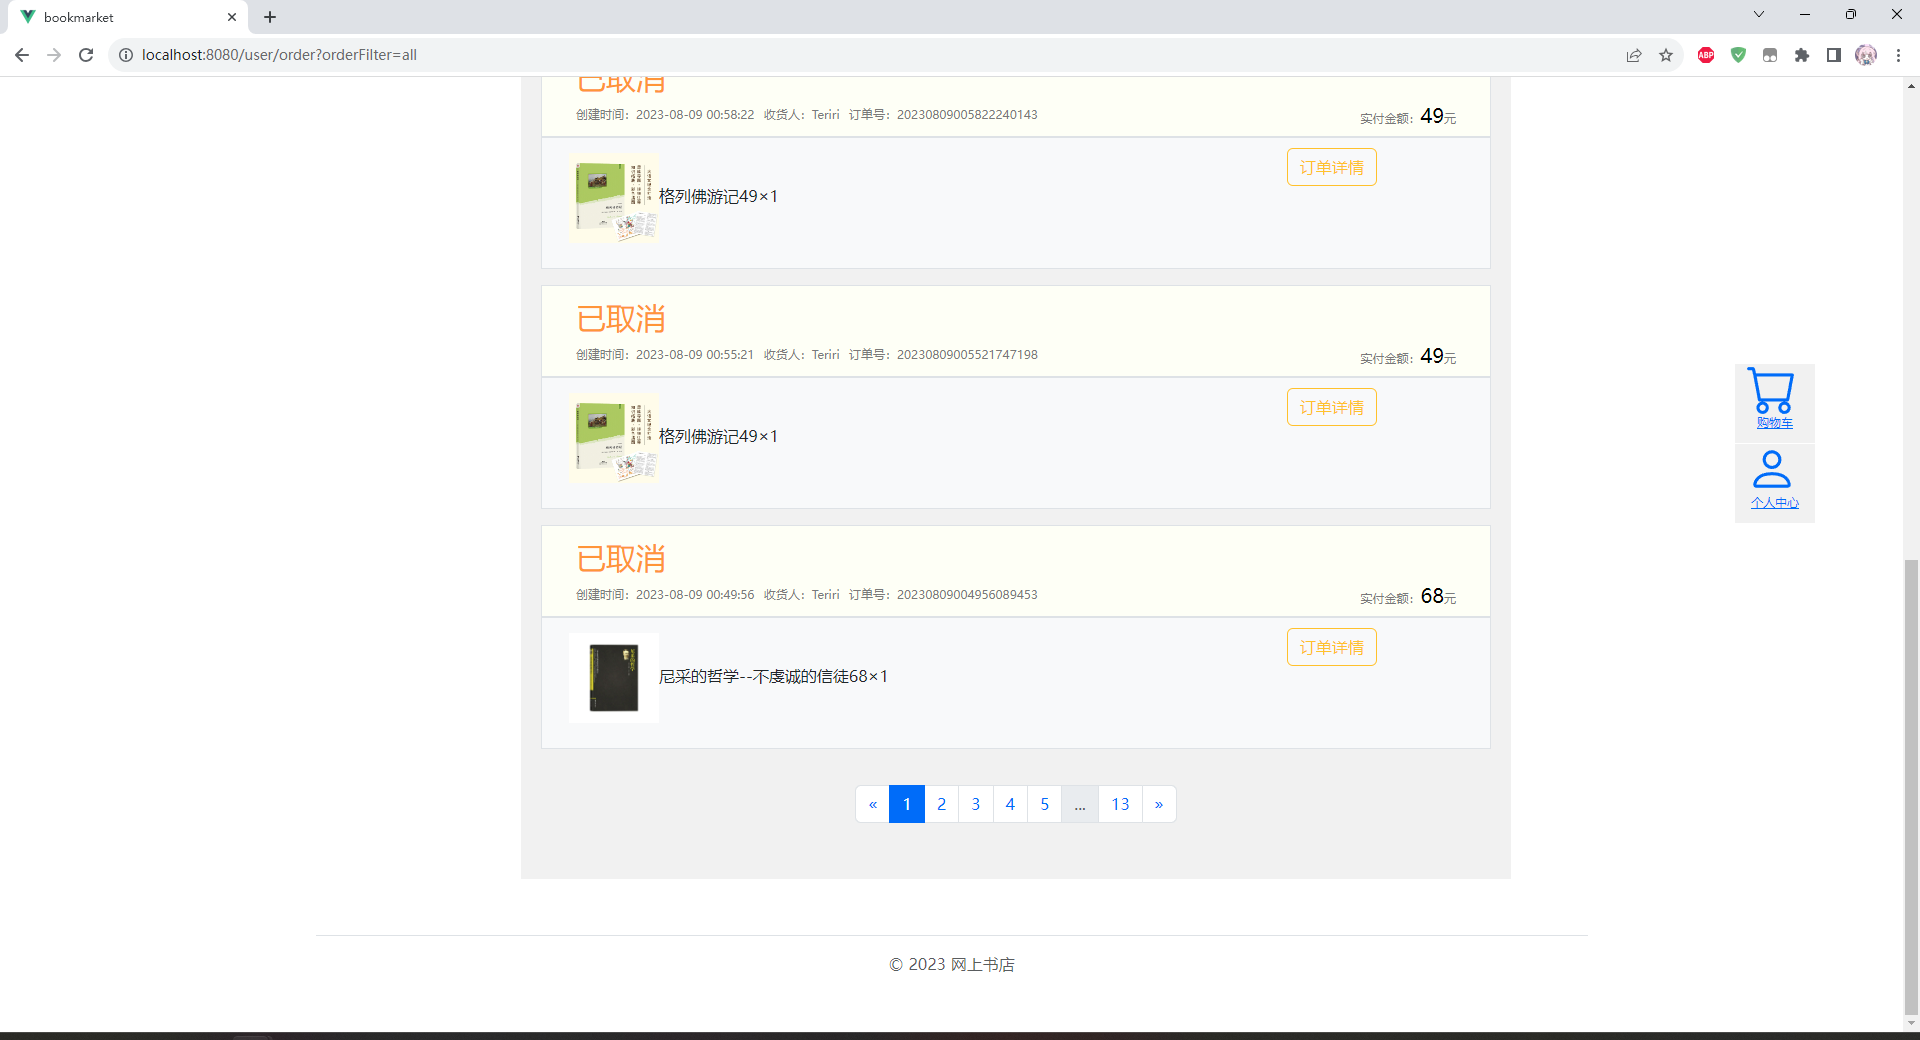 bookmarket
localhost:8080/user/order?orderFilter=all
ABP
已取消
创建时间：2023-08-09 00:58:22 收货人：Teriri 订单号：20230809005822240143
实付金额：49元
订单详情
格列佛游记49×1
已取消
创建时间：2023-08-09 00:55:21 收货人：Teriri 订单号：20230809005521747198
实付金额：49元
订单详情
格列佛游记49×1
购物车
个人中心
已取消
创建时间：2023-08-09 00:49:56 收货人：Teriri 订单号：20230809004956089453
实付金额：68元
订单详情
尼采的哲学--不虔诚的信徒68×1
« 1 2 3 4 5 ... 13 »
© 2023 网上书店